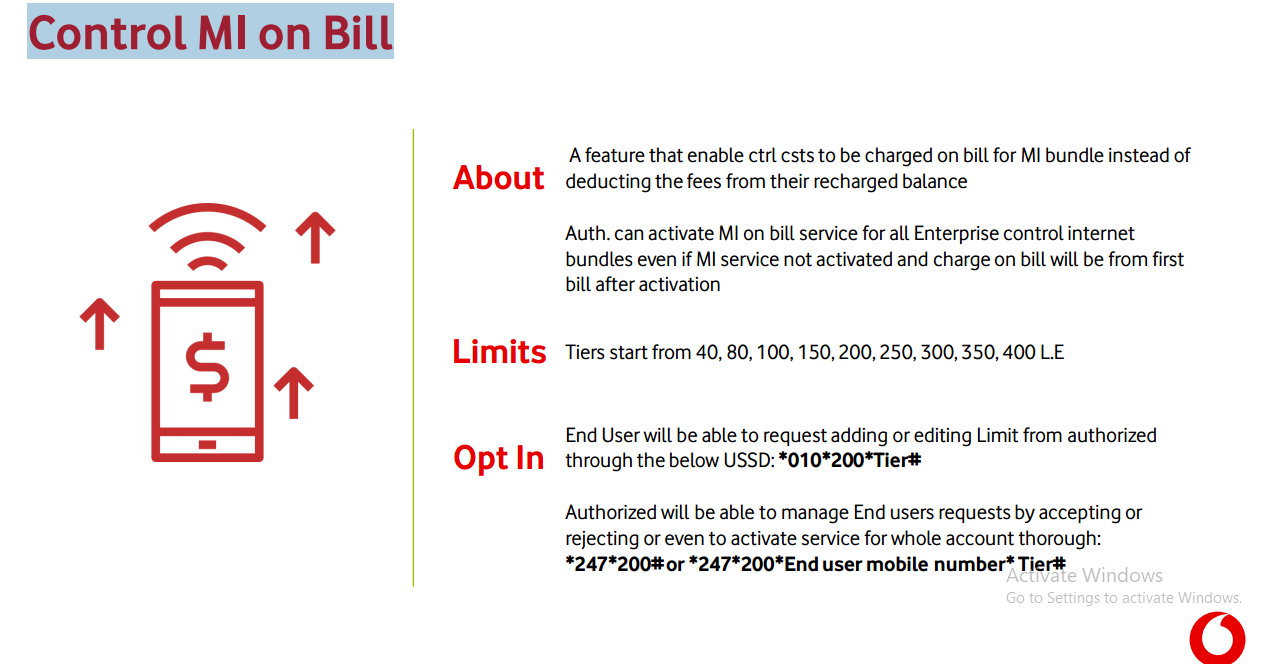 Control MI on Bill
About
A feature that enable ctrl csts to be charged on bill for MI bundle instead of
deducting the fees from their recharged balance
Auth. can activate MI on bill service for all Enterprise control internet
bundles even if MI service not activated and charge on bill will be from first
bill after activation
Limits
Tiers start from 40, 80, 100, 150, 200, 250, 300, 350, 400 L.E
Opt In
End User will be able to request adding or editing Limit from authorized
through the below USSD: *010*200*Tier#
Authorized will be able to manage End users requests by accepting or
rejecting or even to activate service for whole account thorough:
*247*200# or *247*200*End user mobile number* Tier#
Activate Windows
Go to Settings to activate Windows.
$